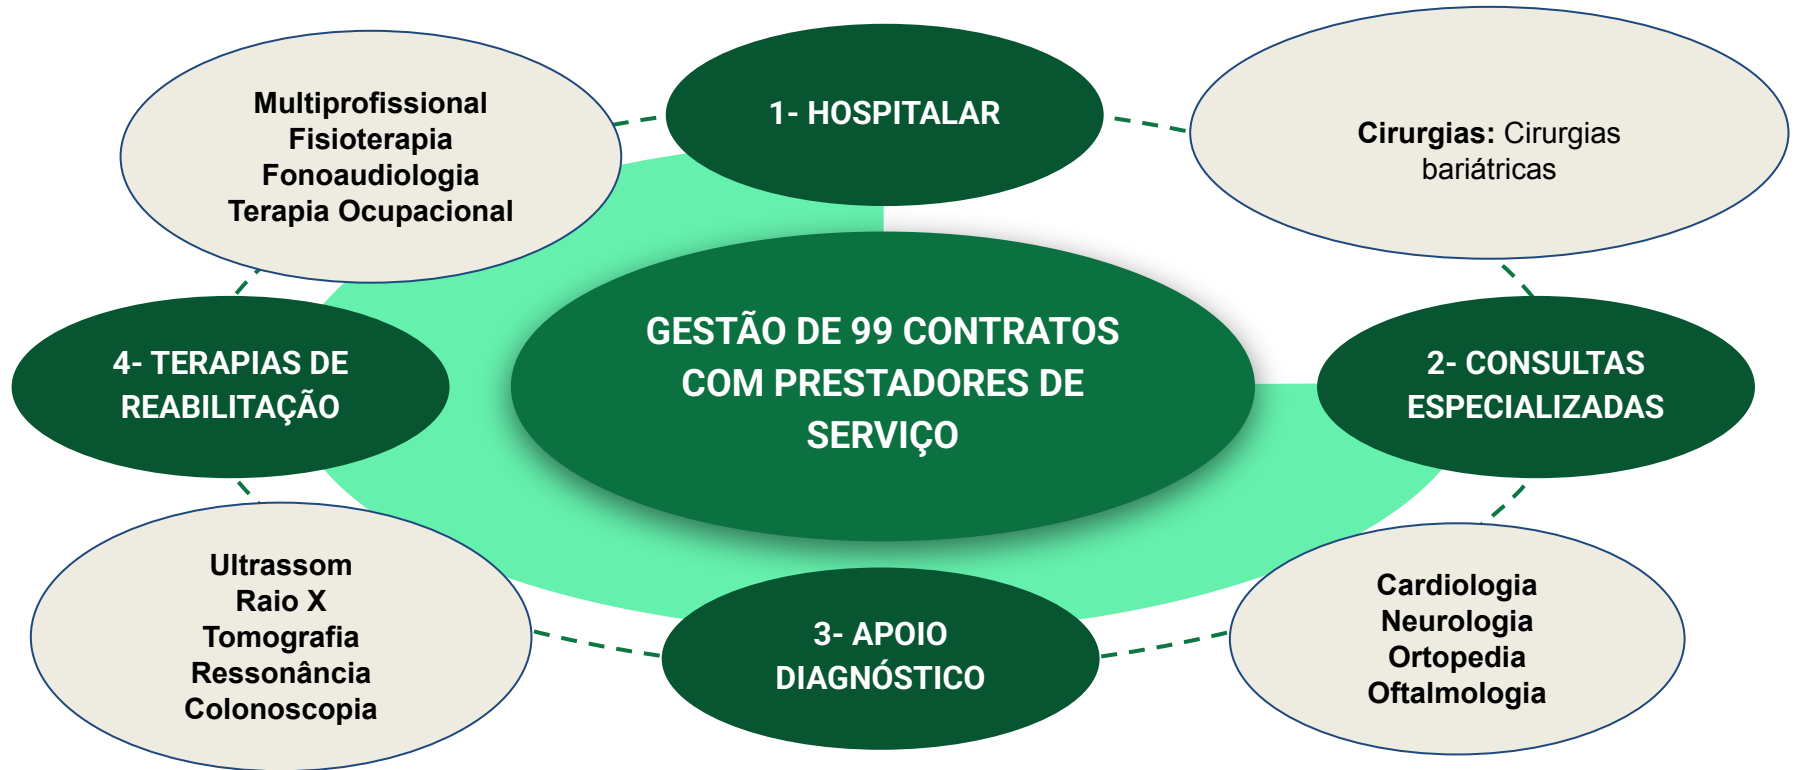 Multiprofissional
Fisioterapia
Fonoaudiologia
Terapia Ocupacional
1- HOSPITALAR
Cirurgias: Cirurgias
bariátricas
GESTÃO DE 99 CONTRATOS
COM PRESTADORES DE
SERVIÇO
4- TERAPIAS DE
REABILITAÇÃO
2- CONSULTAS
ESPECIALIZADAS
Ultrassom
Raio X
Tomografia
Ressonância
Colonoscopia
3- APOIO
DIAGNÓSTICO
Cardiologia
Neurologia
Ortopedia
Oftalmologia